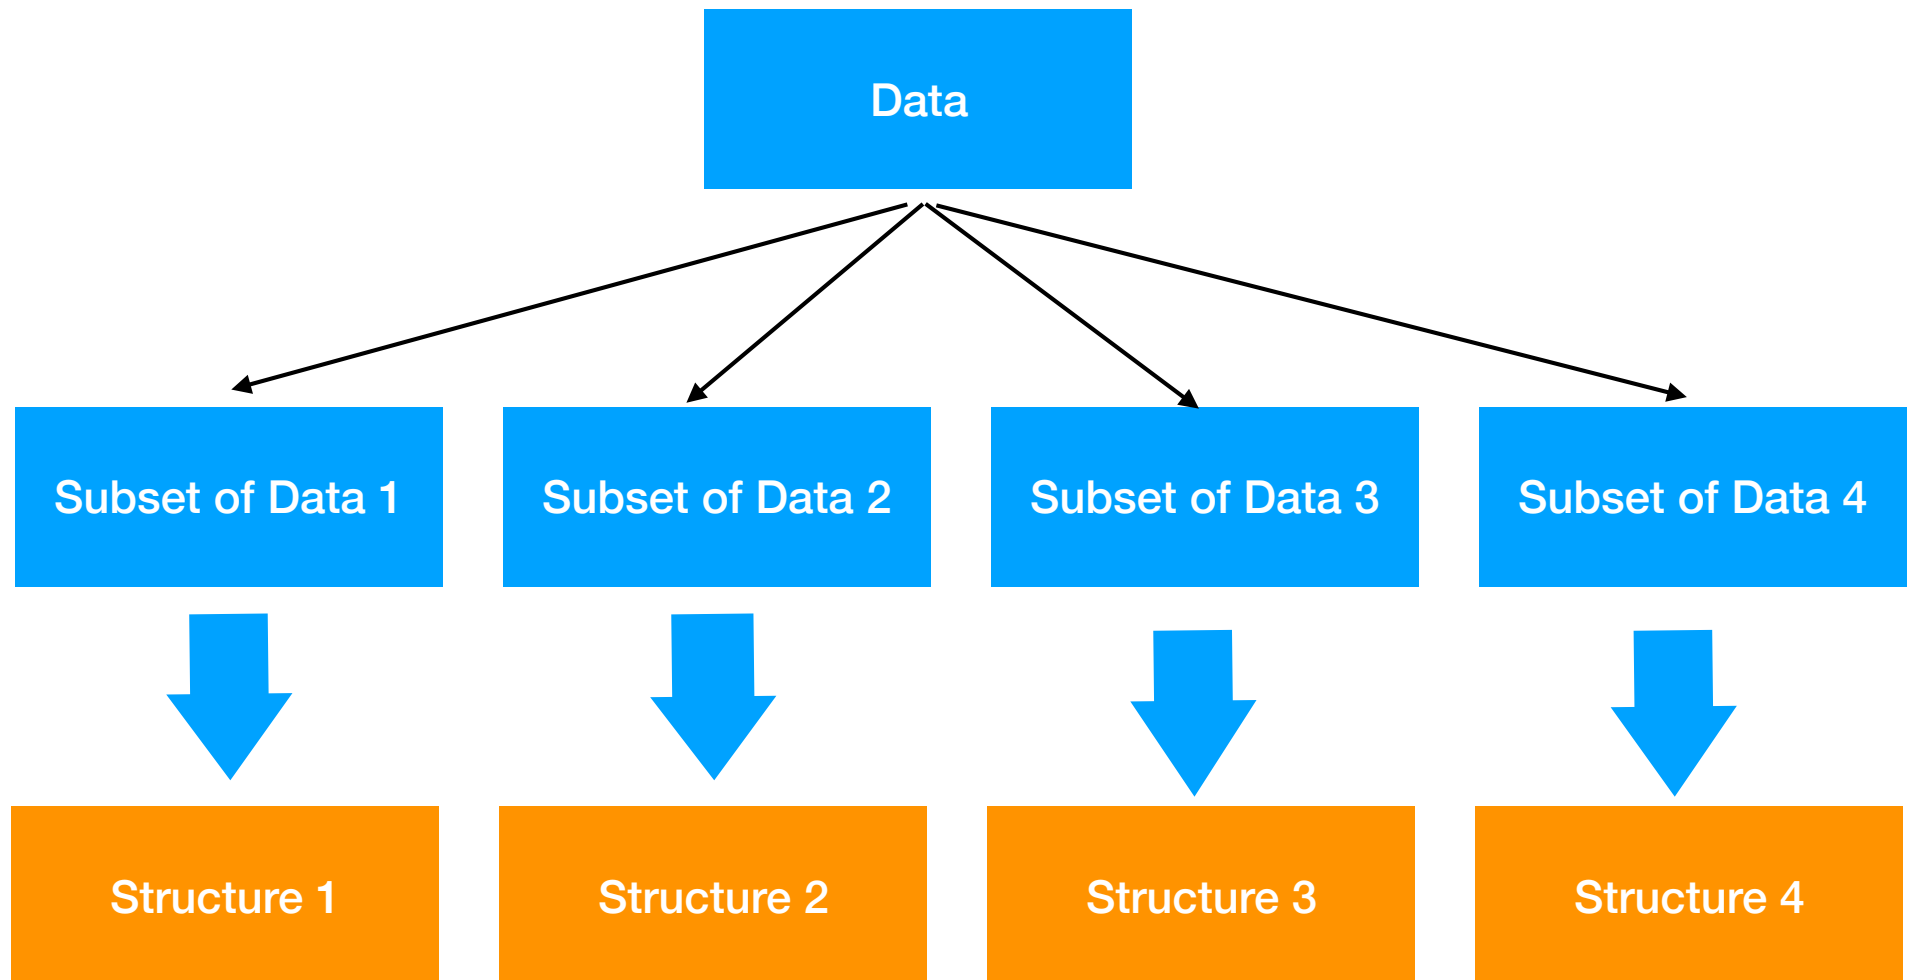 Data
Subset of Data 1
Subset of Data 2
Subset of Data 3
Subset of Data 4
Structure 1
Structure 2
Structure 3
Structure 4